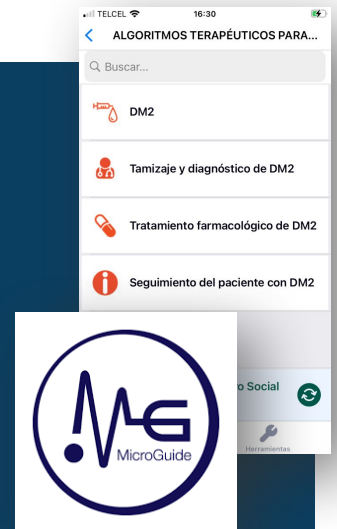 TELCEL 16:30
ALGORITMOS TERAPÉUTICOS PARA...
Buscar...
DM2
Tamizaje y diagnóstico de DM2
Tratamiento farmacológico de DM2
Seguimiento del paciente con DM2
Social
Herramientas
MG
MicroGuide